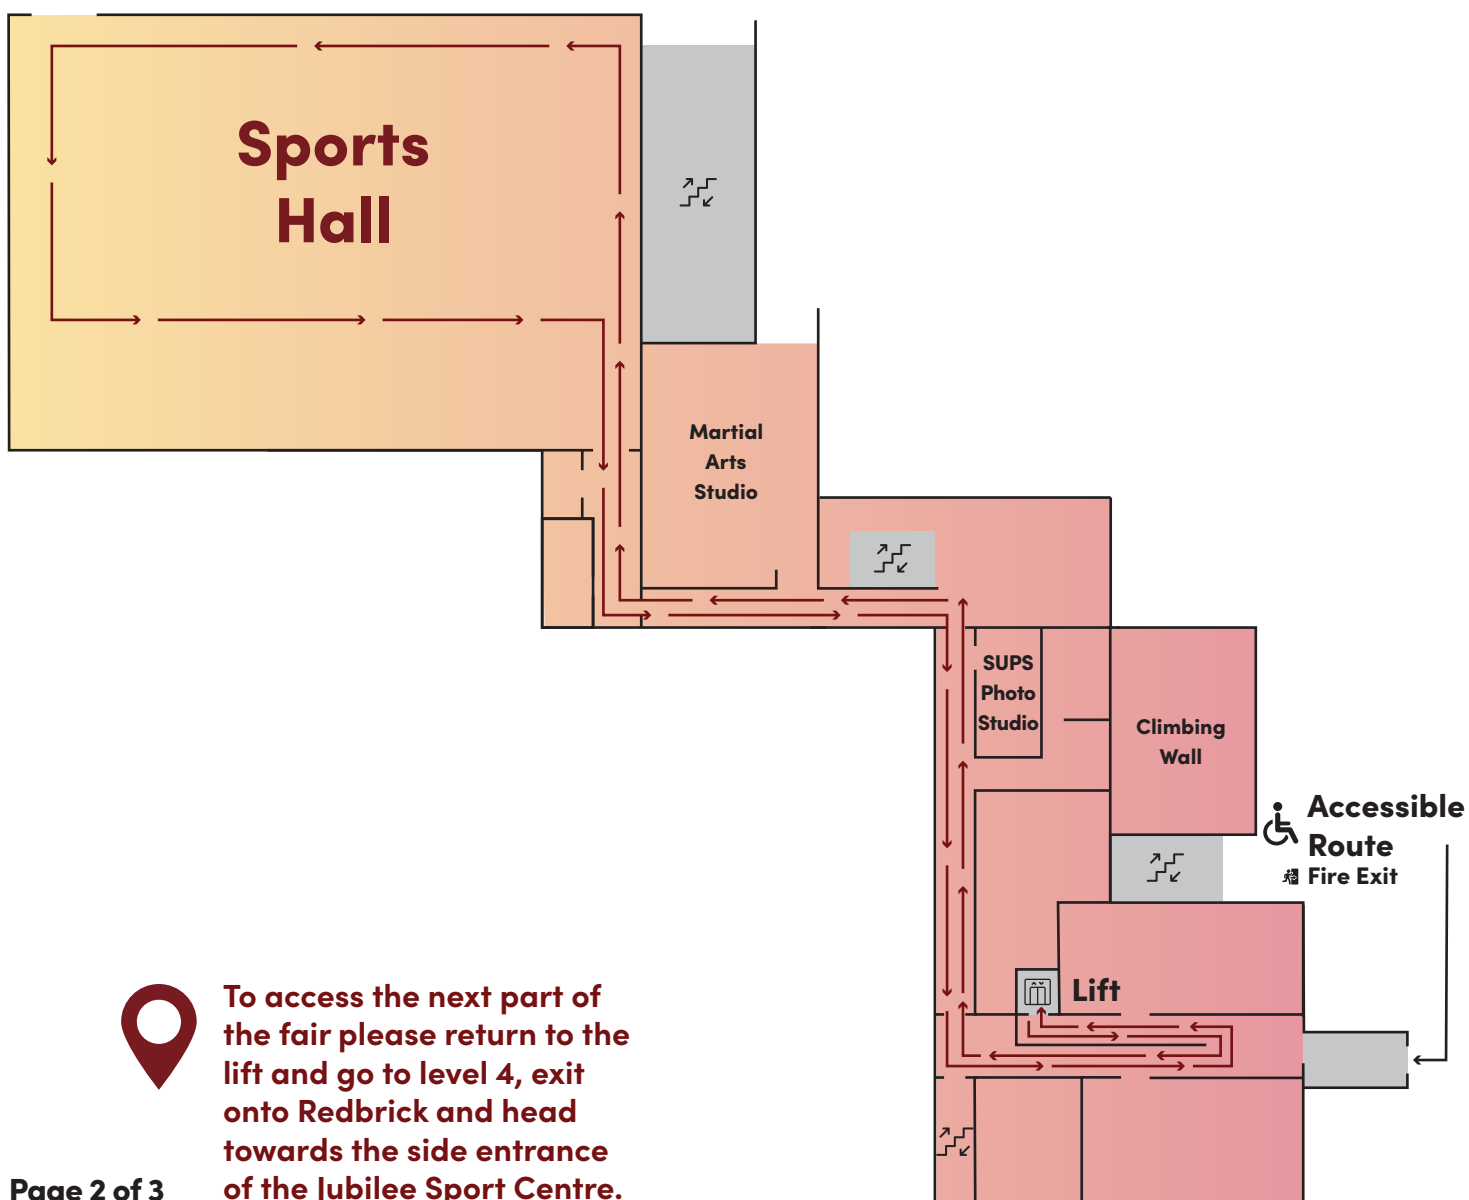 Sports
Hall
Martial
Arts
Studio
SUPS
Photo
Studio
Climbing
Wall
Accessible
Route
Fire Exit
Lift
To access the next part of
the fair please return to the
lift and go to level 4, exit
onto Redbrick and head
towards the side entrance
of the Jubilee Sport Centre.
Page 2 of 3